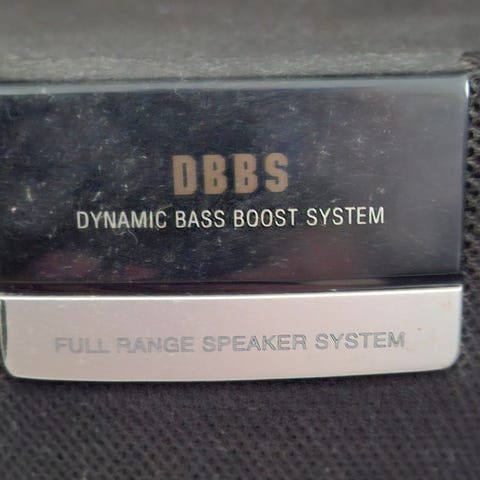 DBBS
DYNAMIC BASS BOOST SYSTEM
FULL RANGE SPEAKER SYSTEM